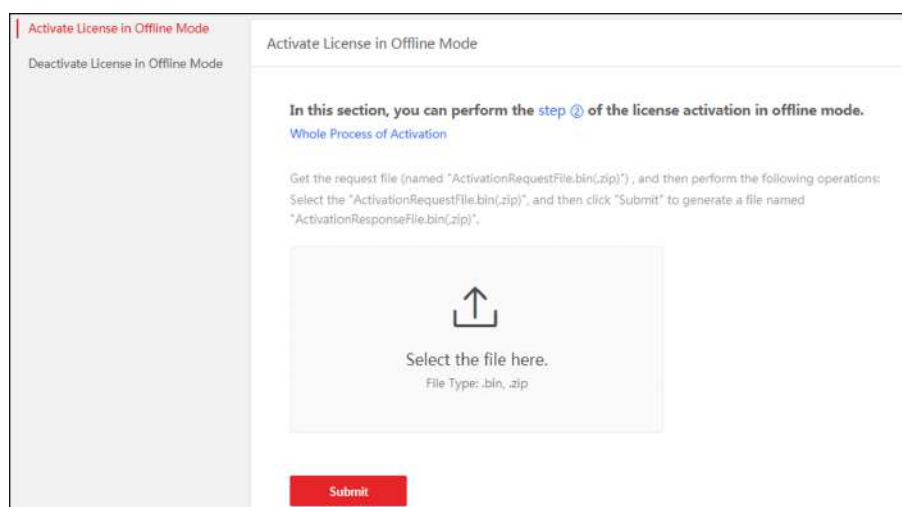 Activate License in Offline Mode
Deactivate License in Offline Mode
Activate License in Offline Mode
In this section, you can perform the step ② of the license activation in offline mode.
Whole Process of Activation
Get the request file (named "ActivationRequestFile.bin(.zip)") , and then perform the following operations:
Select the "ActivationRequestFile.bin(.zip)", and then click "Submit" to generate a file named
"ActivationResponseFile.bin(.zip)".
Select the file here.
File Type: .bin, .zip
Submit